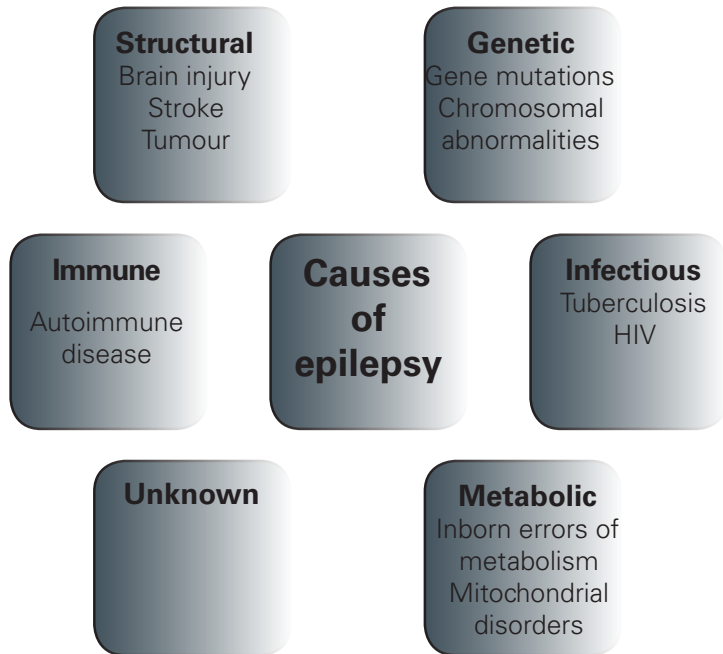 Structural
Brain injury
Stroke
Tumour
Genetic
Gene mutations
Chromosomal
abnormalities
Immune
Autoimmune
disease
Causes
of
epilepsy
Infectious
Tuberculosis
HIV
Unknown
Metabolic
Inborn errors of
metabolism
Mitochondrial
disorders